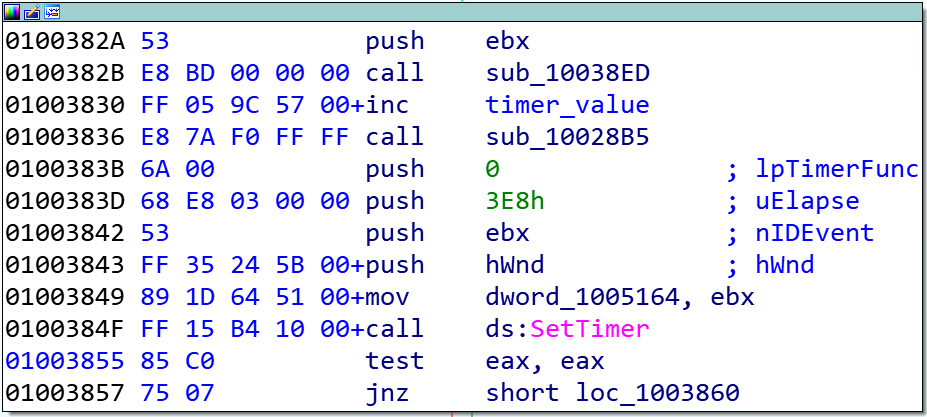 0100382A 53 push ebx
0100382B E8 BD 00 00 00 call sub_10038ED
01003830 FF 05 9C 57 00+inc timer_value
01003836 E8 7A F0 FF FF call sub_10028B5
0100383B 6A 00 push 0 ; lpTimerFunc
0100383D 68 E8 03 00 00 push 3E8h ; uElapse
01003842 53 push ebx ; nIDEvent
01003843 FF 35 24 5B 00+push hWnd ; hWnd
01003849 89 1D 64 51 00+mov dword_1005164, ebx
0100384F FF 15 B4 10 00+call ds:SetTimer
01003855 85 C0 test eax, eax
01003857 75 07 jnz short loc_1003860